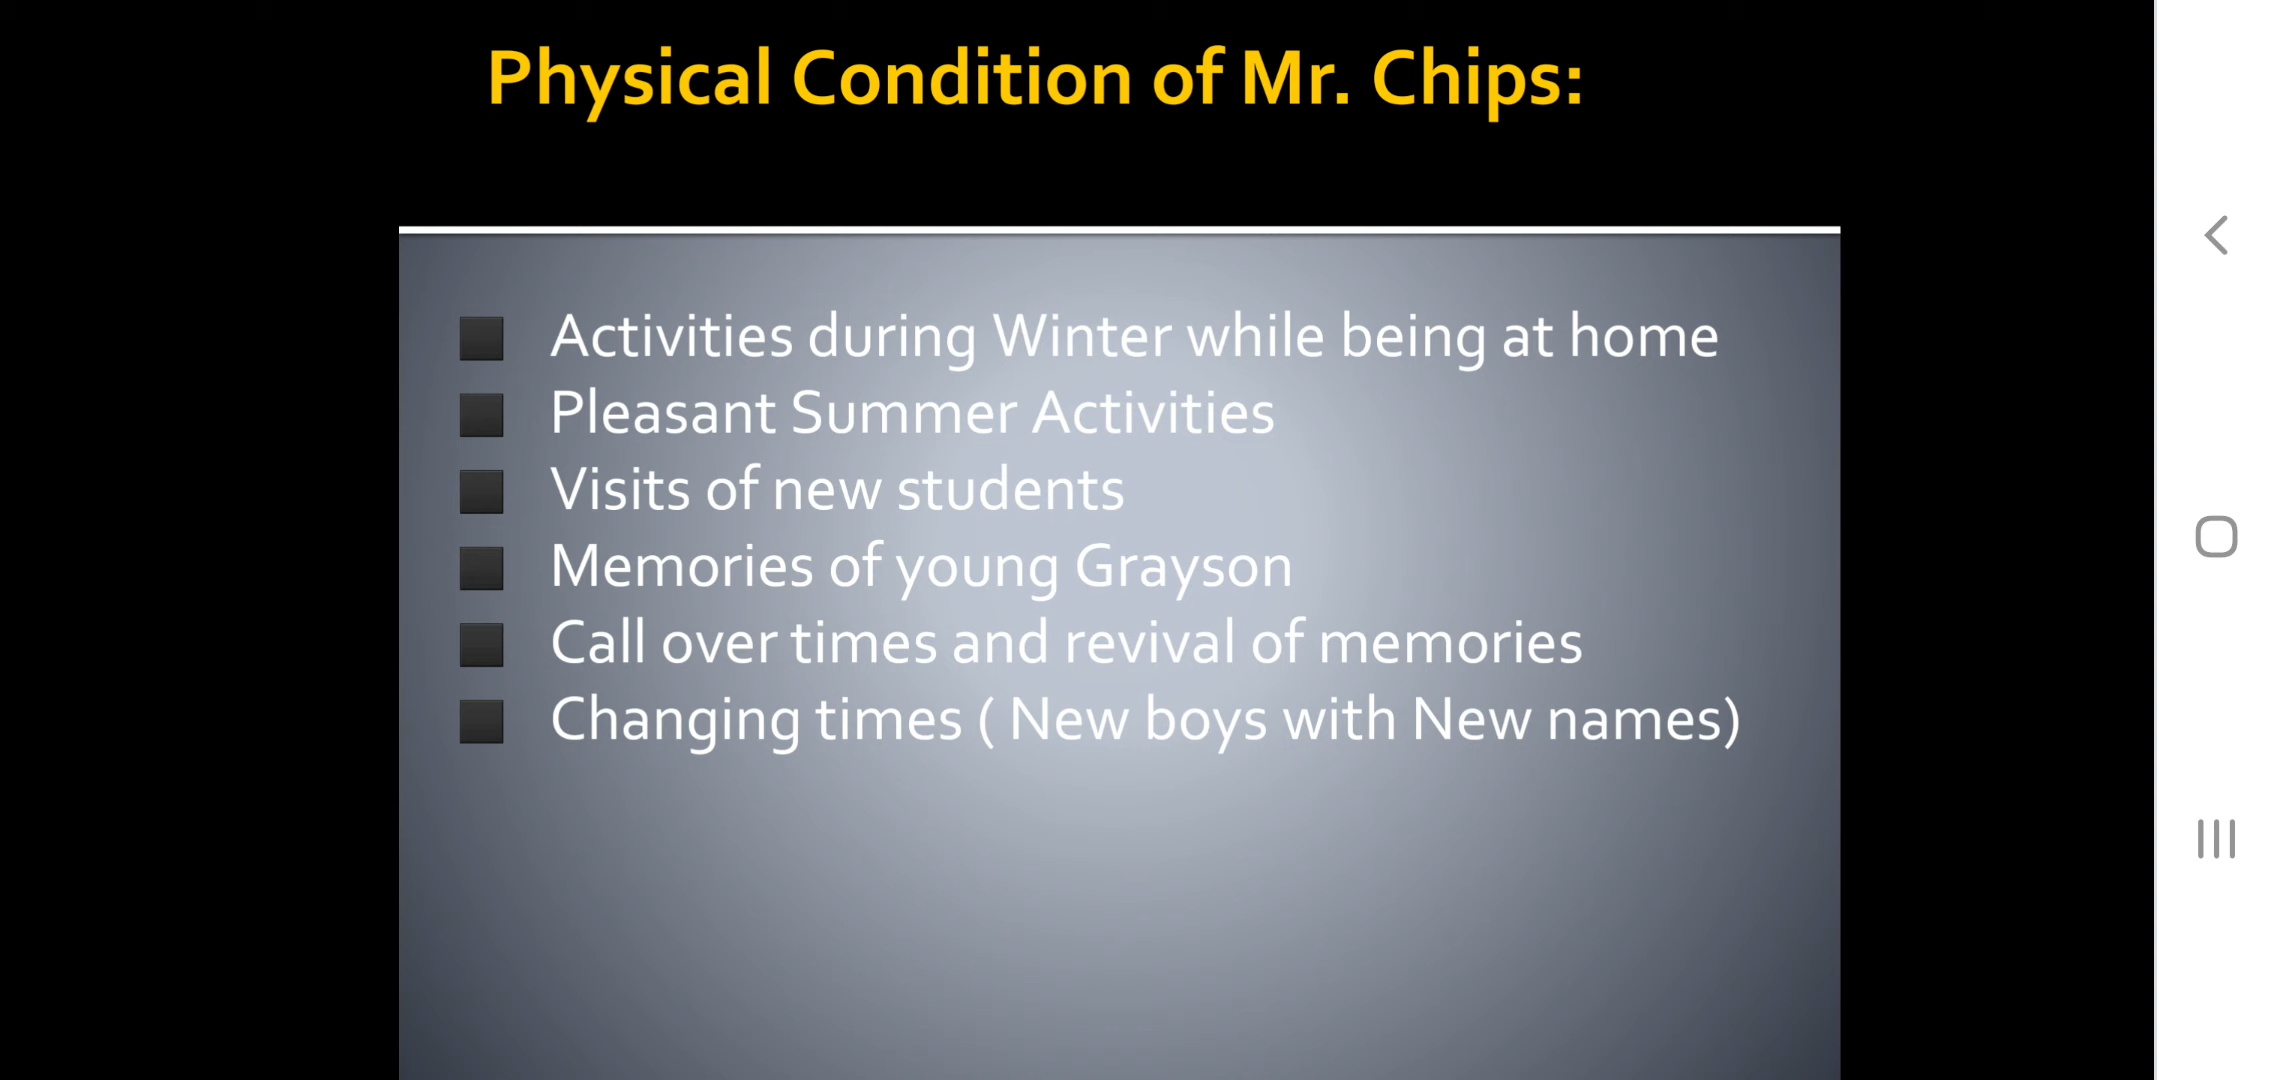 Physical Condition of Mr. Chips:
Activities during Winter while being at home
Pleasant Summer Activities
Visits of new students
Memories of young Grayson
Call over times and revival of memories
Changing times ( New boys with New names)